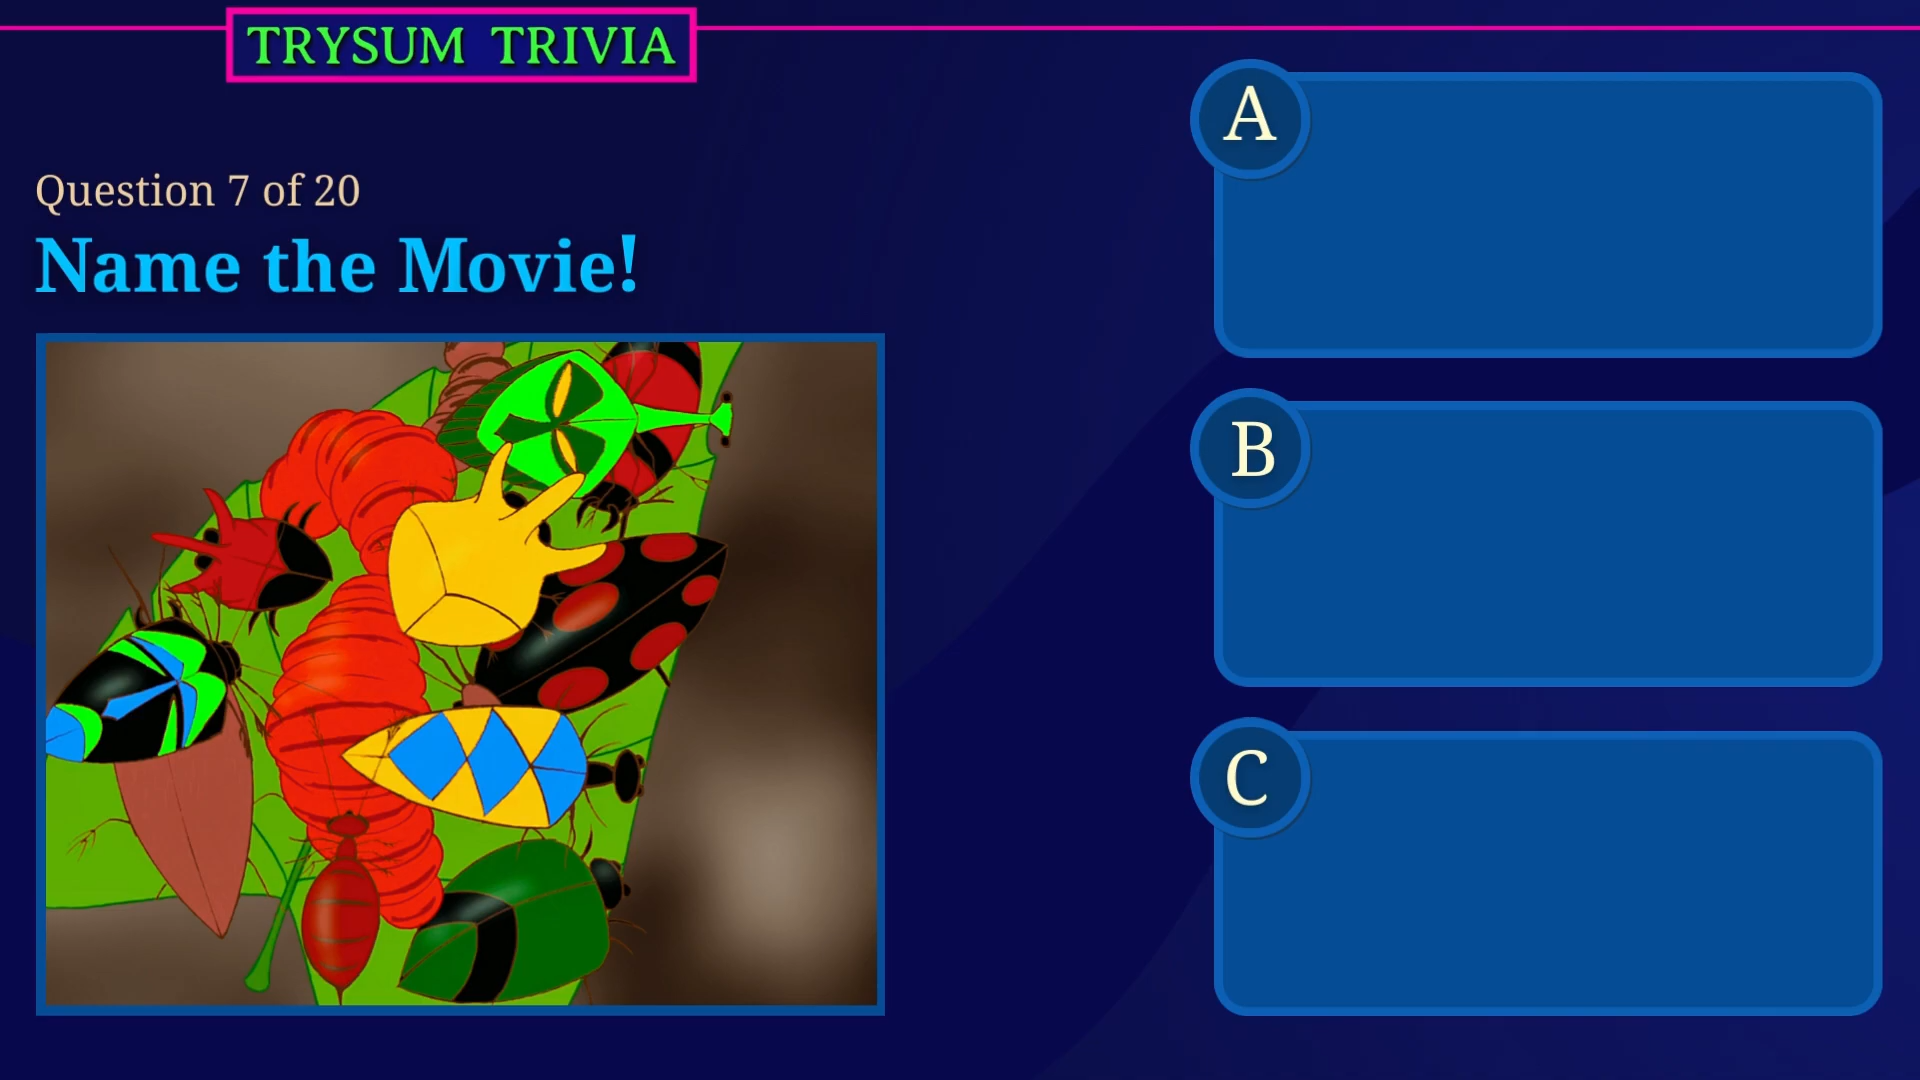 TRYSUM TRIVIA
Question 7 of 20
Name the Movie!
A
B
C